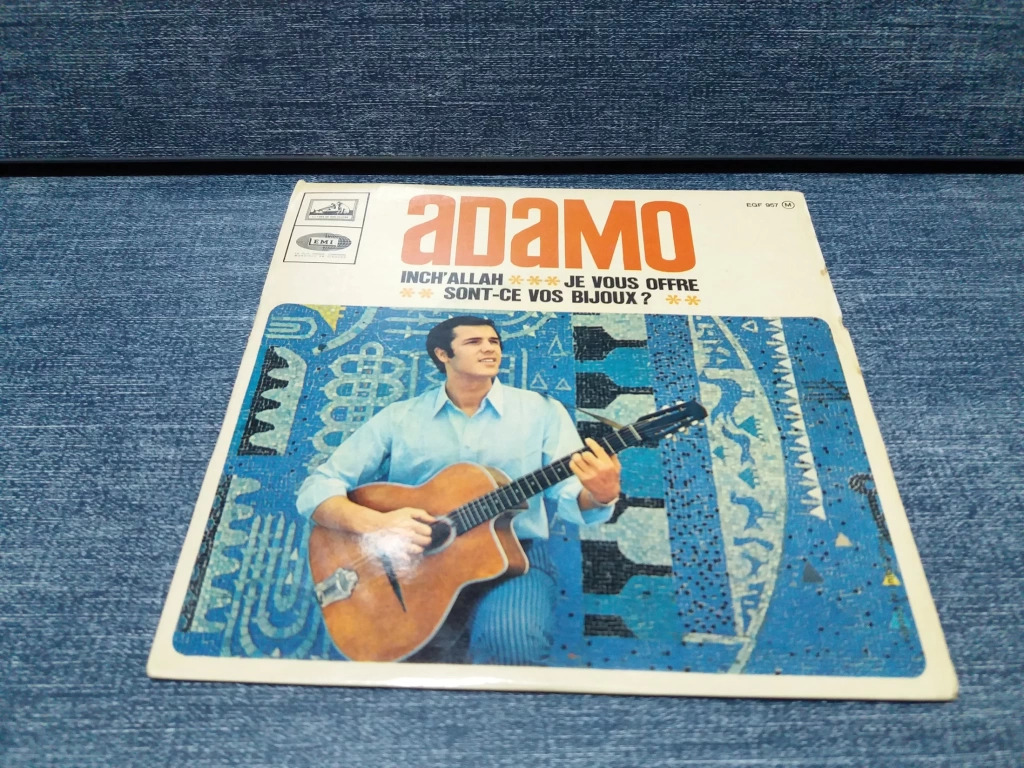 ADAMO
EGF 957 M
EMI
INCH'ALLAH *** JE VOUS OFFRE
** SONT-CE VOS BIJOUX? **